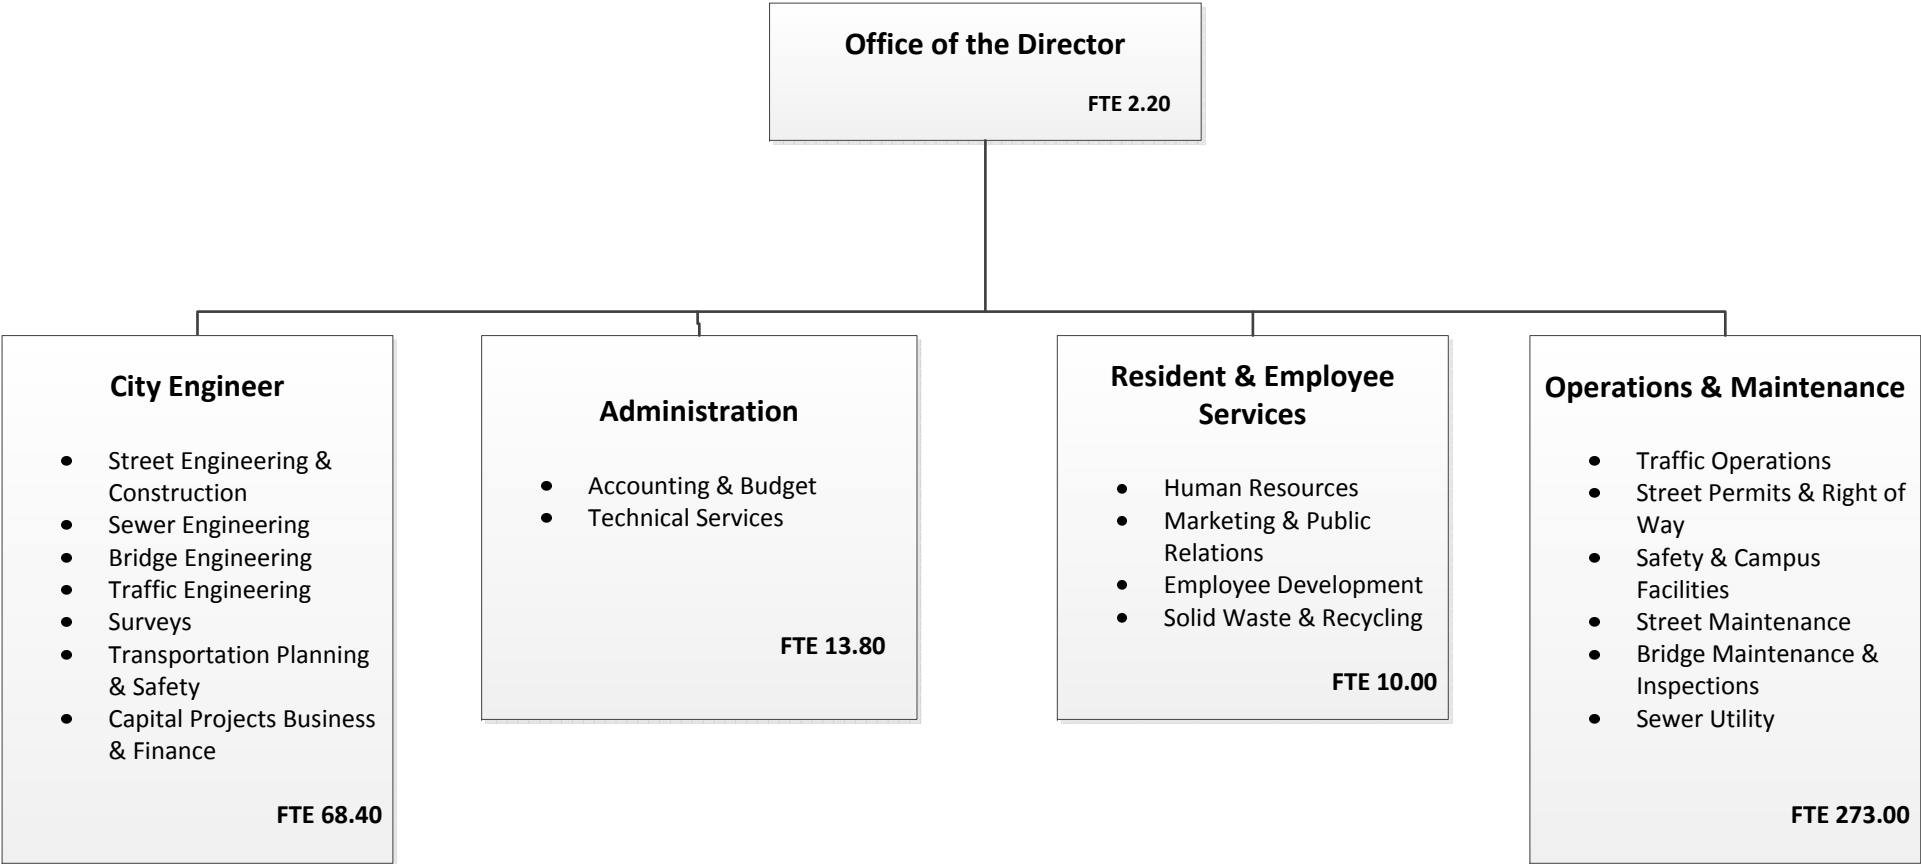 Office of the Director
FTE 2.20
City Engineer
• Street Engineering &
Construction
• Sewer Engineering
• Bridge Engineering
• Traffic Engineering
• Surveys
• Transportation Planning
& Safety
• Capital Projects Business
& Finance
FTE 68.40
Administration
• Accounting & Budget
• Technical Services
FTE 13.80
Resident & Employee
Services
• Human Resources
• Marketing & Public
Relations
• Employee Development
• Solid Waste & Recycling
FTE 10.00
Operations & Maintenance
• Traffic Operations
• Street Permits & Right of
Way
• Safety & Campus
Facilities
• Street Maintenance
• Bridge Maintenance &
Inspections
• Sewer Utility
FTE 273.00